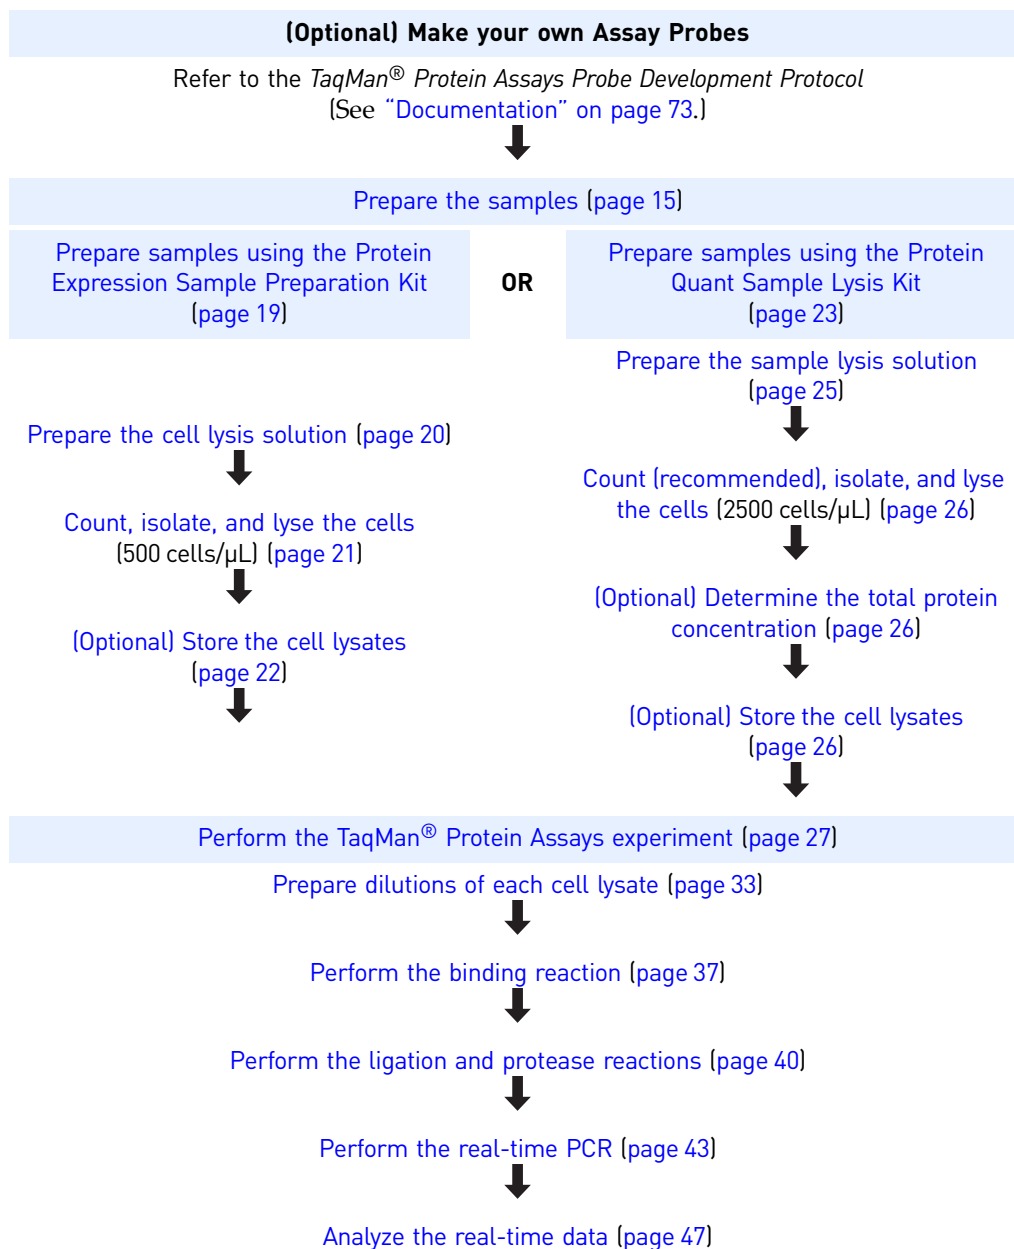 (Optional) Make your own Assay Probes
Refer to the TaqMan® Protein Assays Probe Development Protocol
(See “Documentation” on page 73.)
Prepare the samples (page 15)
Prepare samples using the Protein
Expression Sample Preparation Kit
(page 19)
OR
Prepare samples using the Protein
Quant Sample Lysis Kit
(page 23)
Prepare the cell lysis solution (page 20)
Count, isolate, and lyse the cells
(500 cells/µL) (page 21)
(Optional) Store the cell lysates
(page 22)
Prepare the sample lysis solution
(page 25)
Count (recommended), isolate, and lyse
the cells (2500 cells/µL) (page 26)
(Optional) Determine the total protein
concentration (page 26)
(Optional) Store the cell lysates
(page 26)
Perform the TaqMan® Protein Assays experiment (page 27)
Prepare dilutions of each cell lysate (page 33)
Perform the binding reaction (page 37)
Perform the ligation and protease reactions (page 40)
Perform the real-time PCR (page 43)
Analyze the real-time data (page 47)